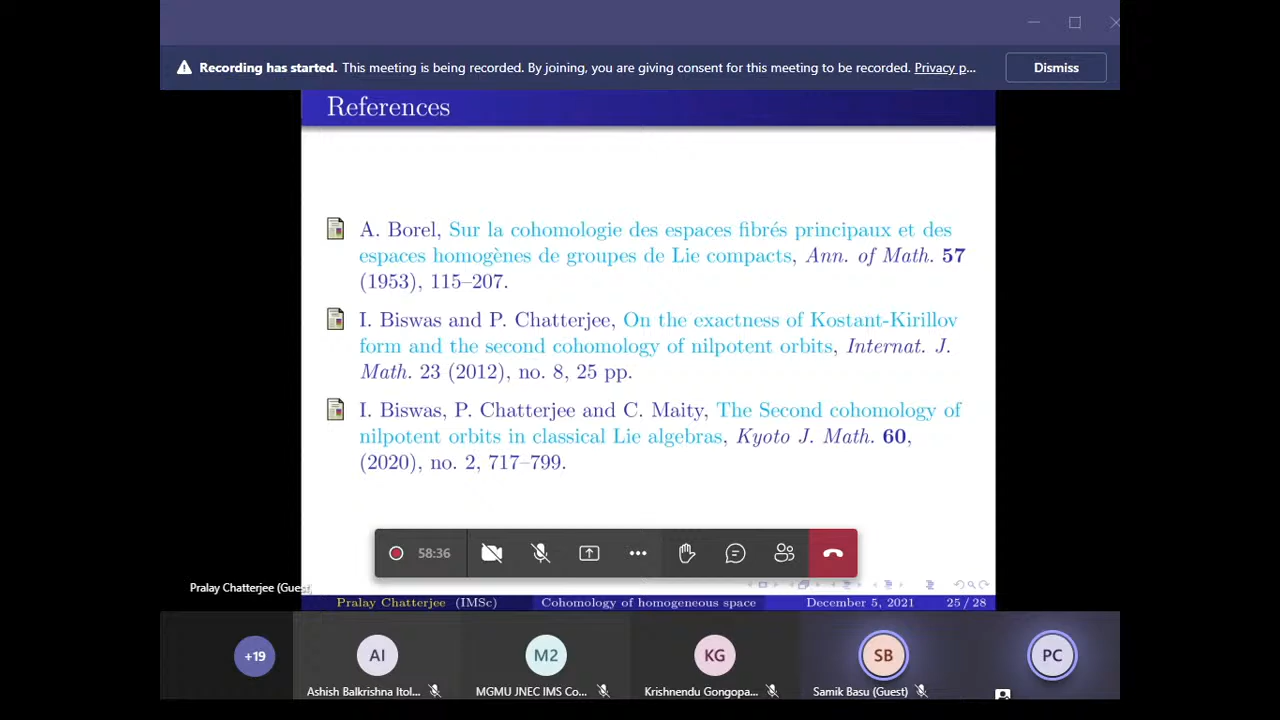 Recording has started. This meeting is being recorded. By joining, you are giving consent for this meeting to be recorded. Privacy p...
Dismiss
References
A. Borel, Sur la cohomologie des espaces fibrés principaux et des
espaces homogènes de groupes de Lie compacts, Ann. of Math. 57
(1953), 115–207.
I. Biswas and P. Chatterjee, On the exactness of Kostant-Kirillov
form and the second cohomology of nilpotent orbits, Internat. J.
Math. 23 (2012), no. 8, 25 pp.
I. Biswas, P. Chatterjee and C. Maity, The Second cohomology of
nilpotent orbits in classical Lie algebras, Kyoto J. Math. 60,
(2020), no. 2, 717–799.
58:36
Pralay Chatterjee (Guest)
Pralay Chatterjee (IMSc) Cohomology of homogeneous space December 5, 2021 25 / 28
+19 AI M2 KG SB PC
Ashish Balkrishna Itol... MGMU JNEC IMS Co... Krishnendu Gongopa... Samik Basu (Guest)